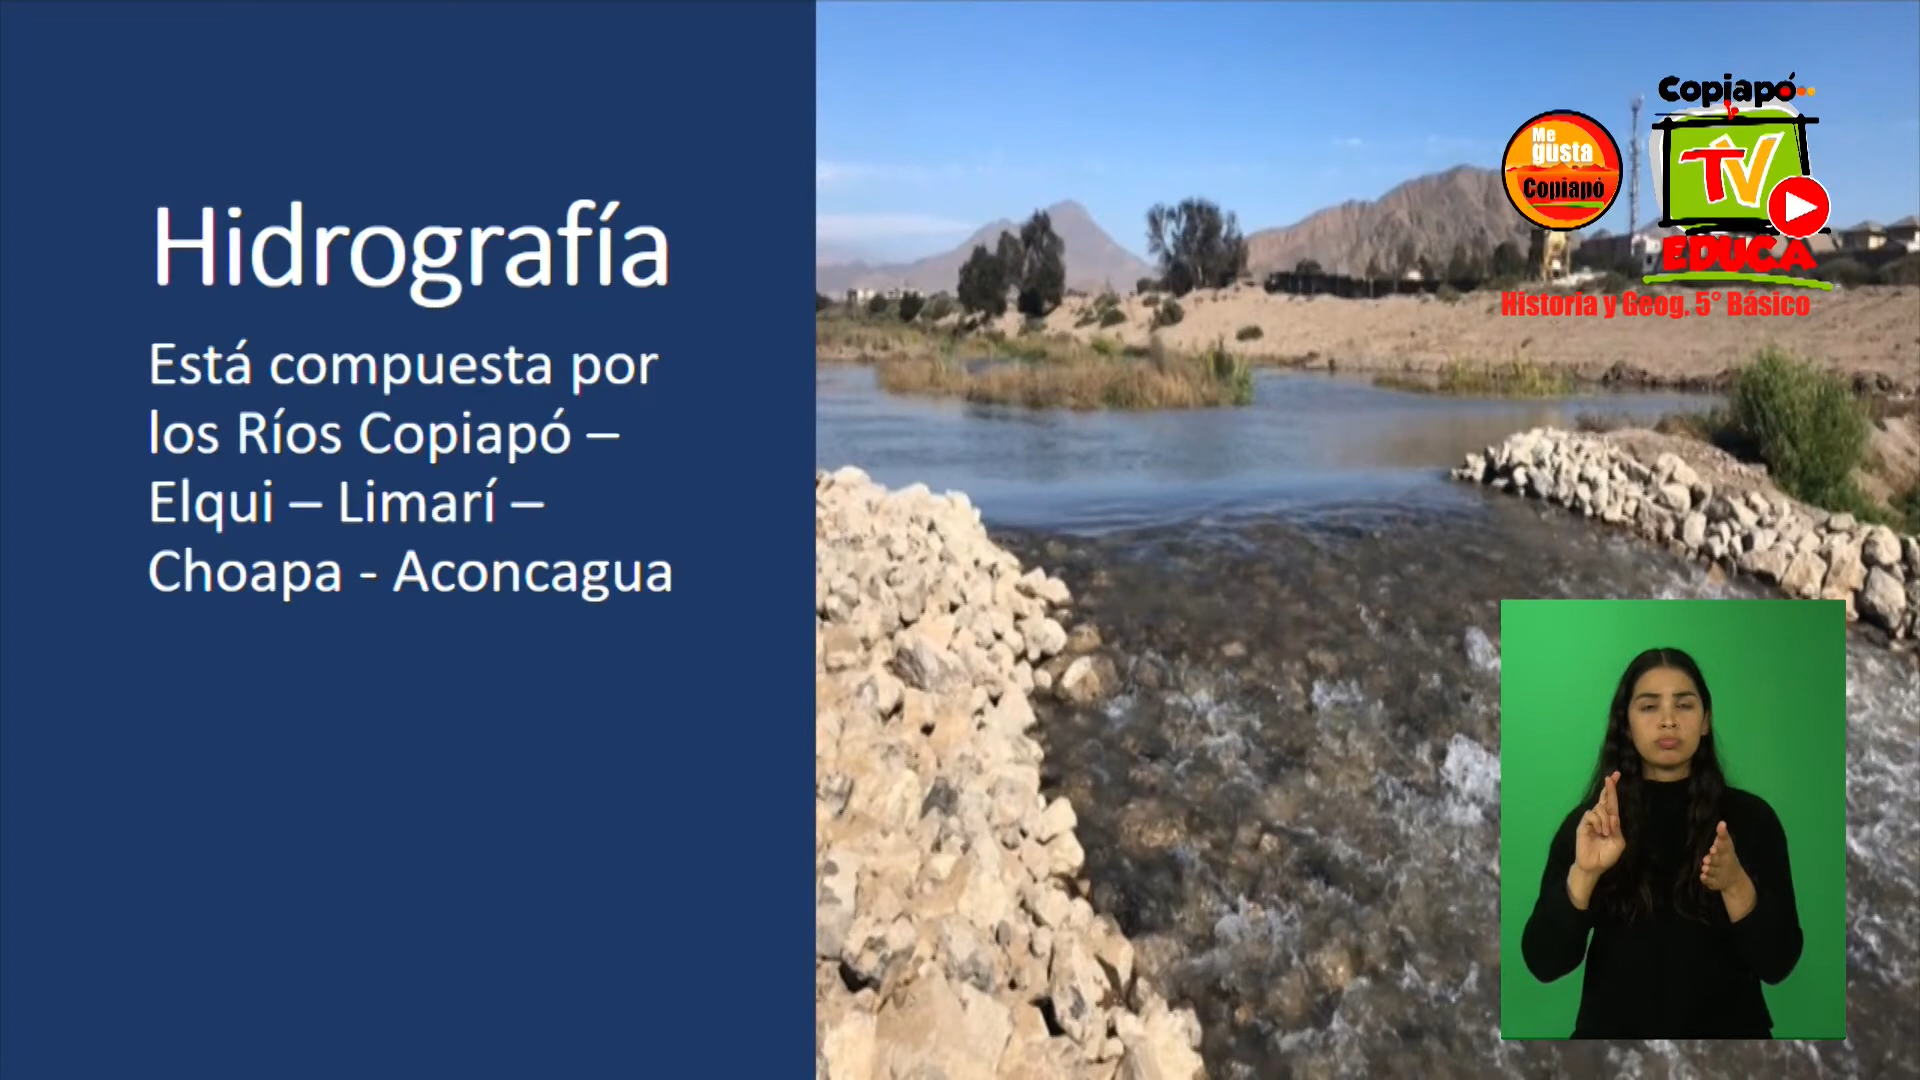 Hidrografía
Está compuesta por
los Ríos Copiapó –
Elqui – Limarí –
Choapa - Aconcagua
Me
gusta
Copiapó
Copiapó
TV
EDUCA
Historia y Geog. 5° Básico